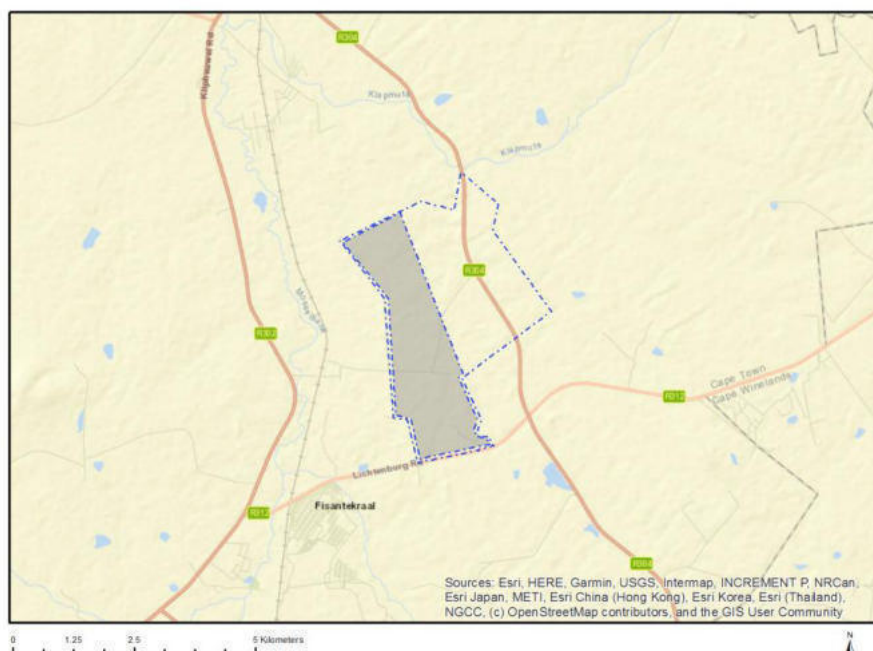 R304
Klipheuwel Rd
Klapmuts
Klapmuts
R304
R302
Cape Town
Cape Winelands
R312
Lichtenburg Rd
R312
Fisantekraal
R304
Sources: Esri, HERE, Garmin, USGS, Intermap, INCREMENT P, NRCan,
Esri Japan, METI, Esri China (Hong Kong), Esri Korea, Esri (Thailand),
NGCC, (c) OpenStreetMap contributors, and the GIS User Community
0 1.25 2.5 5 Kilometers
N